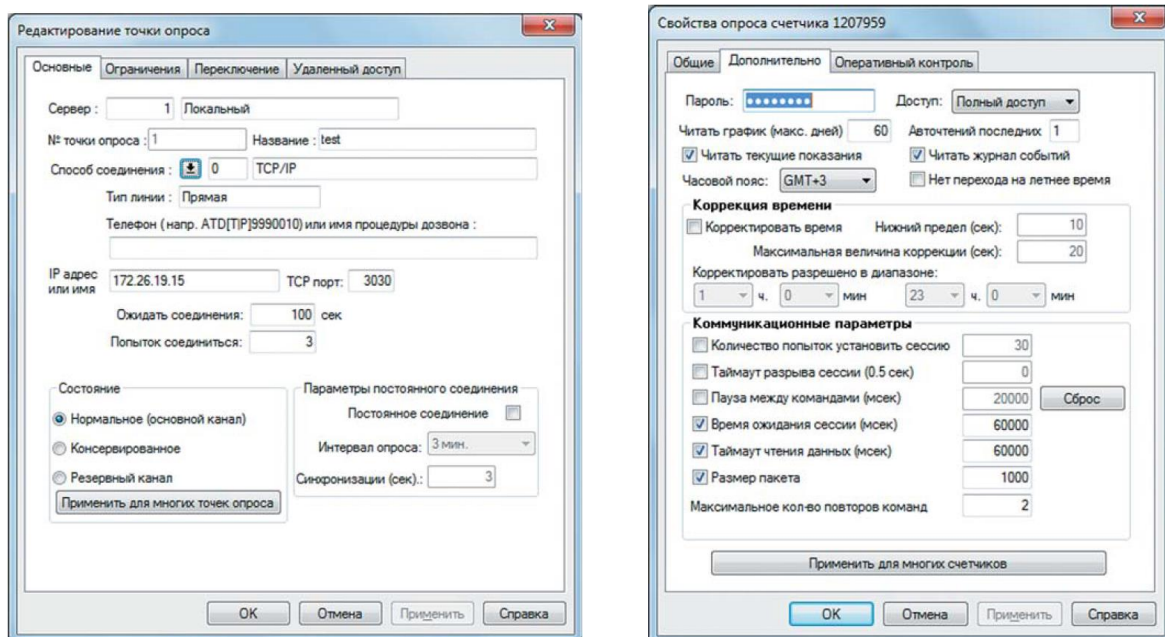 Редактирование точки опроса
Основные Ограничения Переключение Удаленный доступ
Сервер : 1 Локальный
№ точки опроса : 1 Название : test
Способ соединения : 0 TCP/IP
Тип линии : Прямая
Телефон ( напр. ATD[T|P]9990010) или имя процедуры дозвона :
IP адрес или имя 172.26.19.15 TCP порт: 3030
Ожидать соединения: 100 сек
Попыток соединиться: 3
Состояние
Нормальное (основной канал)
Консервированное
Резервный канал
Применить для многих точек опроса
Параметры постоянного соединения
Постоянное соединение
Интервал опроса: 3 мин.
Синхронизации (сек).: 3
OK Отмена Применить Справка
Свойства опроса счетчика 1207959
Общие Дополнительно Оперативный контроль
Пароль: ●●●●●●●● Доступ: Полный доступ
Читать график (макс. дней) 60 Авточтений последних 1
Читать текущие показания Читать журнал событий
Часовой пояс: GMT+3 Нет перехода на летнее время
Коррекция времени
Корректировать время Нижний предел (сек): 10
Максимальная величина коррекции (сек): 20
Корректировать разрешено в диапазоне:
1 ч. 0 мин 23 ч. 0 мин
Коммуникационные параметры
Количество попыток установить сессию 30
Таймаут разрыва сессии (0.5 сек) 0
Пауза между командами (мсек) 20000 Сброс
Время ожидания сессии (мсек) 60000
Таймаут чтения данных (мсек) 60000
Размер пакета 1000
Максимальное кол-во повторов команд 2
Применить для многих счетчиков
OK Отмена Применить Справка